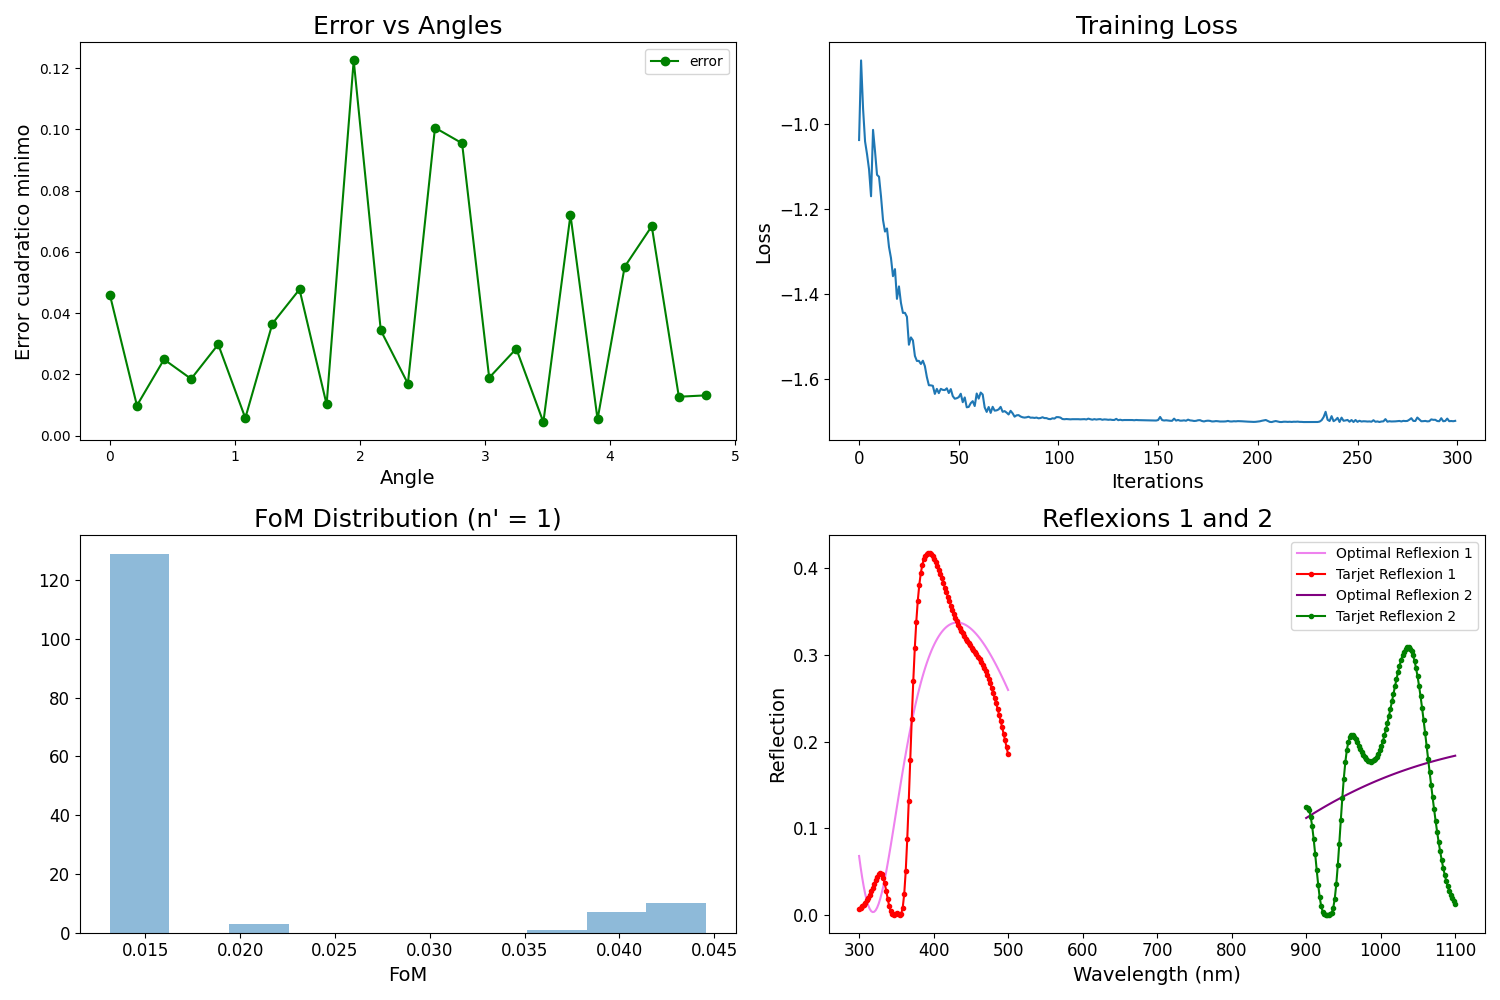 Error vs Angles
Error cuadratico minimo
0.12
0.10
0.08
0.06
0.04
0.02
0.00
error
0 1 2 3 4 5
Angle
Training Loss
Loss
−1.0
−1.2
−1.4
−1.6
0 50 100 150 200 250 300
Iterations
FoM Distribution (n' = 1)
120
100
80
60
40
20
0
0.015 0.020 0.025 0.030 0.035 0.040 0.045
FoM
Reflexions 1 and 2
Reflection
0.4
0.3
0.2
0.1
0.0
Optimal Reflexion 1
Tarjet Reflexion 1
Optimal Reflexion 2
Tarjet Reflexion 2
300 400 500 600 700 800 900 1000 1100
Wavelength (nm)